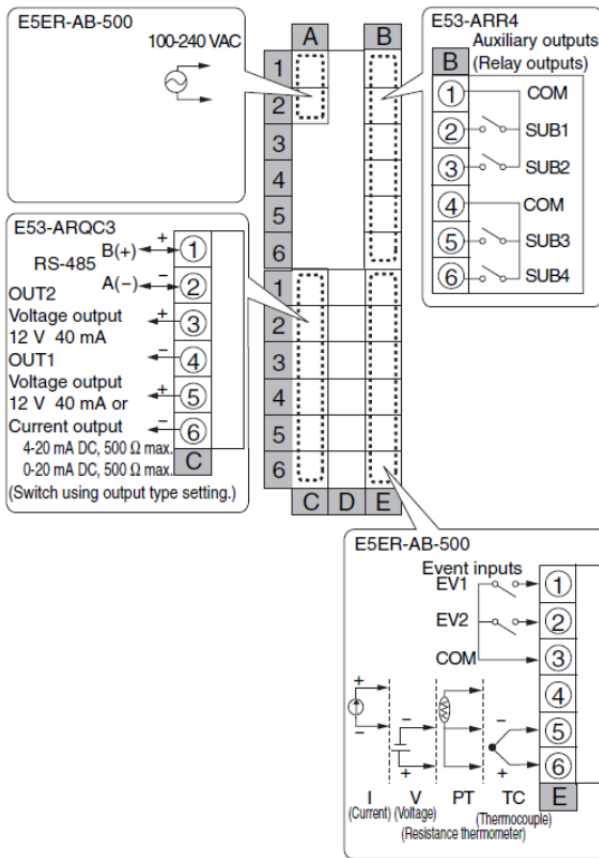 E5ER-AB-500
100-240 VAC
A B
1
2
3
4
5
6
1
2
3
4
5
6
C D E
E53-ARR4
Auxiliary outputs
B (Relay outputs)
1 COM
2 SUB1
3 SUB2
4 COM
5 SUB3
6 SUB4
E53-ARQC3
B(+) + 1
RS-485
A(−) − 2
OUT2
Voltage output + 3
12 V 40 mA
OUT1 − 4
Voltage output + 5
12 V 40 mA or
Current output − 6
4-20 mA DC, 500 Ω max.
0-20 mA DC, 500 Ω max. C
(Switch using output type setting.)
E5ER-AB-500
Event inputs
EV1 1
EV2 2
COM 3
+ 4
− − − 5
+ + 6
I V PT TC E
(Current) (Voltage) (Thermocouple)
(Resistance thermometer)